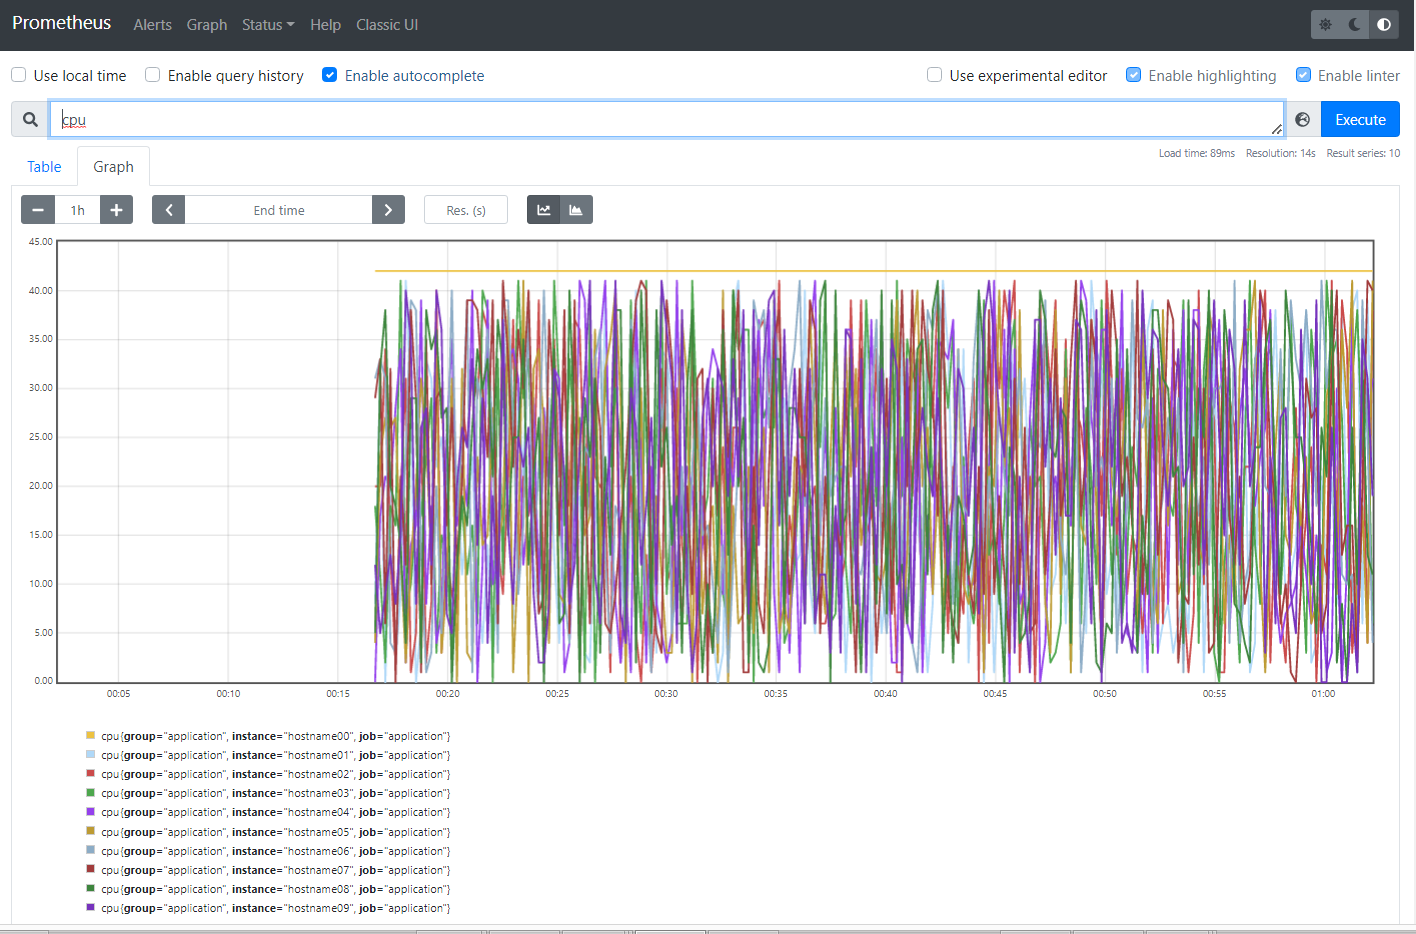 Prometheus Alerts Graph Status Help Classic UI
Use local time Enable query history Enable autocomplete Use experimental editor Enable highlighting Enable linter
cpu Execute
Load time: 89ms Resolution: 14s Result series: 10
Table Graph
1h End time Res. (s)
45.00
40.00
35.00
30.00
25.00
20.00
15.00
10.00
5.00
0.00
00:05 00:10 00:15 00:20 00:25 00:30 00:35 00:40 00:45 00:50 00:55 01:00
cpu{group="application", instance="hostname00", job="application"}
cpu{group="application", instance="hostname01", job="application"}
cpu{group="application", instance="hostname02", job="application"}
cpu{group="application", instance="hostname03", job="application"}
cpu{group="application", instance="hostname04", job="application"}
cpu{group="application", instance="hostname05", job="application"}
cpu{group="application", instance="hostname06", job="application"}
cpu{group="application", instance="hostname07", job="application"}
cpu{group="application", instance="hostname08", job="application"}
cpu{group="application", instance="hostname09", job="application"}